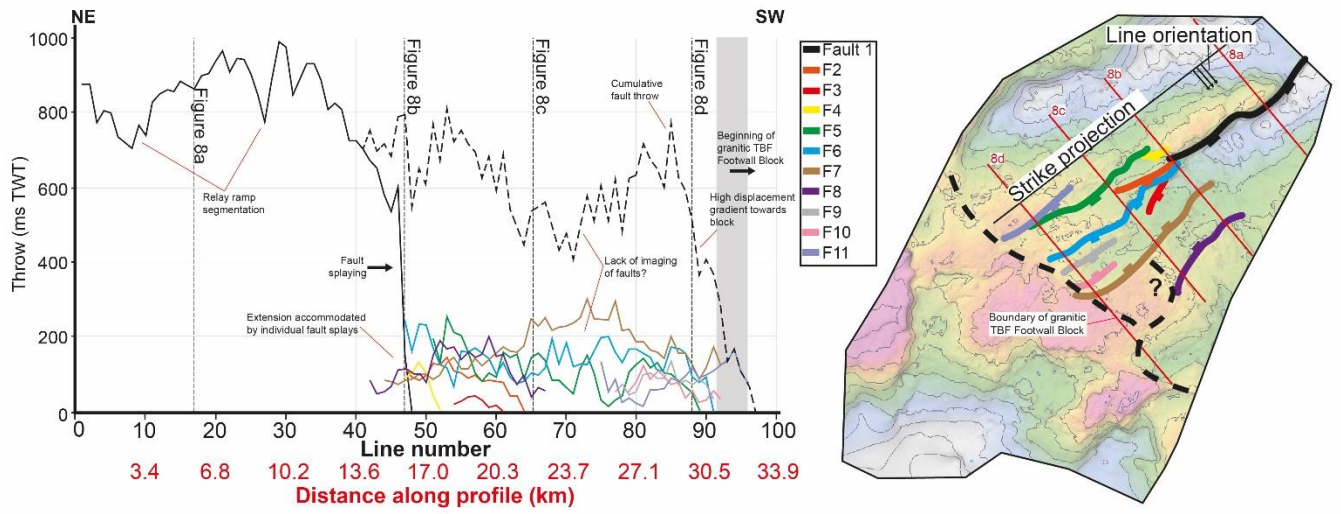 NE
SW
1000
800
600
400
200
0
Throw (ms TWT)
Figure 8a
Figure 8b
Figure 8c
Figure 8d
Relay ramp
segmentation
Fault
splaying
Extension accommodated
by individual fault splays
Cumulative
fault throw
Lack of imaging
of faults?
Beginning of
granitic TBF
Footwall Block
High displacement
gradient towards
block
0
10
20
30
40
50
60
70
80
90
100
Line number
3.4
6.8
10.2
13.6
17.0
20.3
23.7
27.1
30.5
33.9
Distance along profile (km)
Fault 1
F2
F3
F4
F5
F6
F7
F8
F9
F10
F11
Line orientation
Strike projection
8a
8b
8c
8d
?
Boundary of granitic
TBF Footwall Block